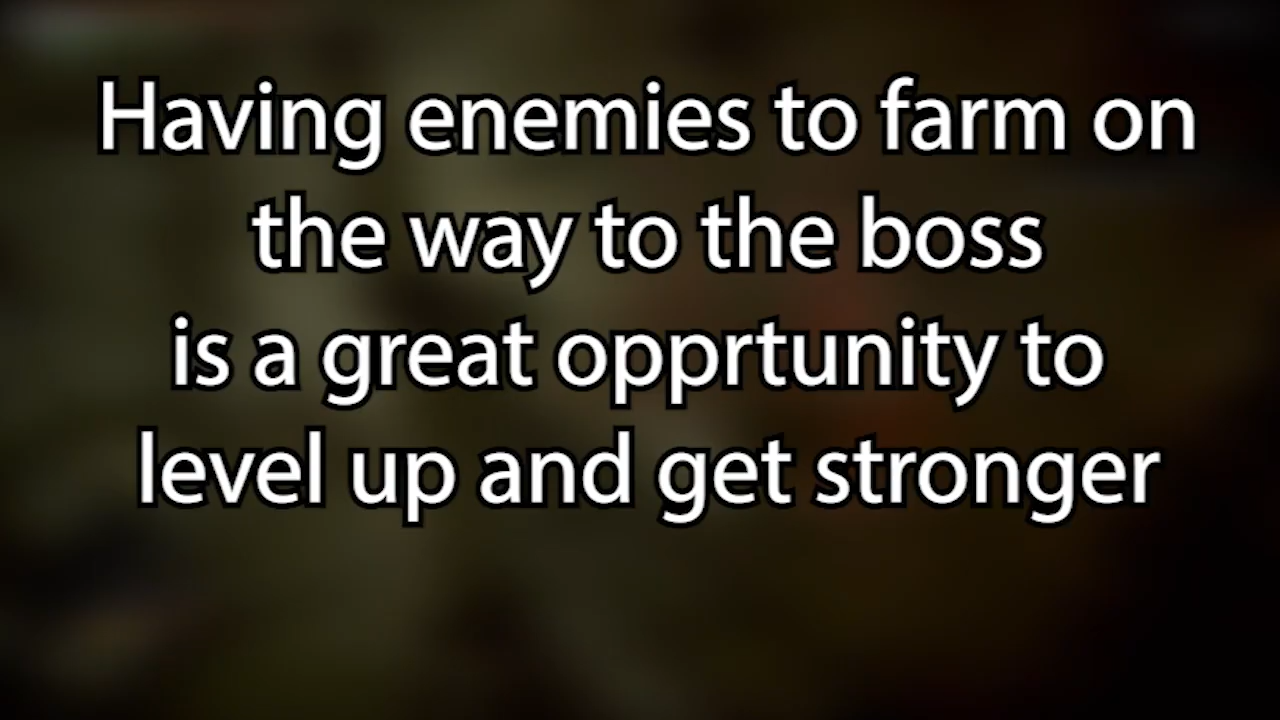 Having enemies to farm on
the way to the boss
is a great opprtunity to
level up and get stronger